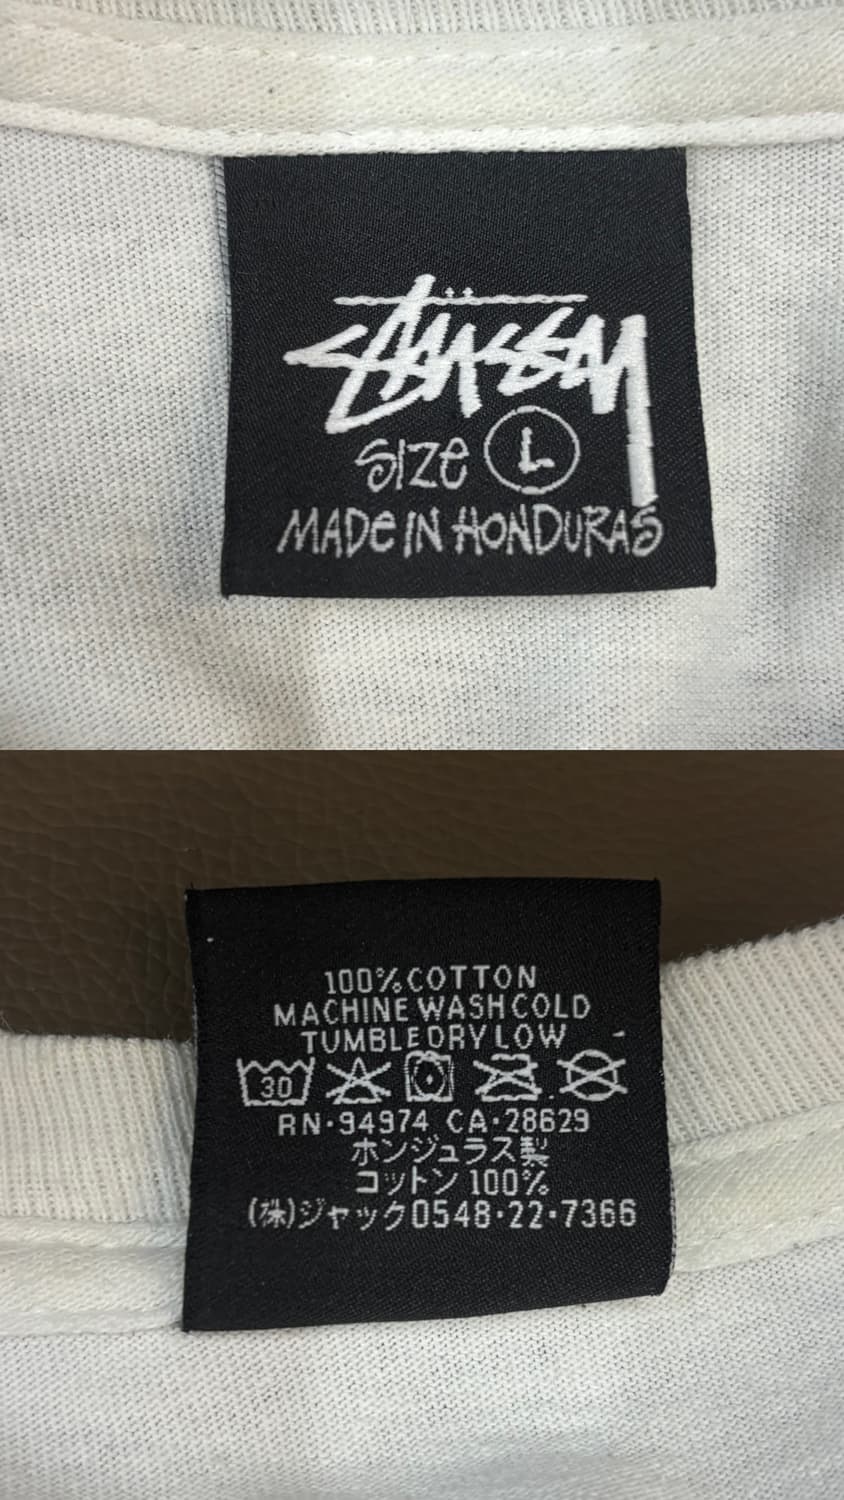 Stüssy
SIZE L
MADE IN HONDURAS
100% COTTON
MACHINE WASH COLD
TUMBLE DRY LOW
30
RN·94974 CA·28629
ホンジュラス製
コットン 100%
(株)ジャック0548·22·7366